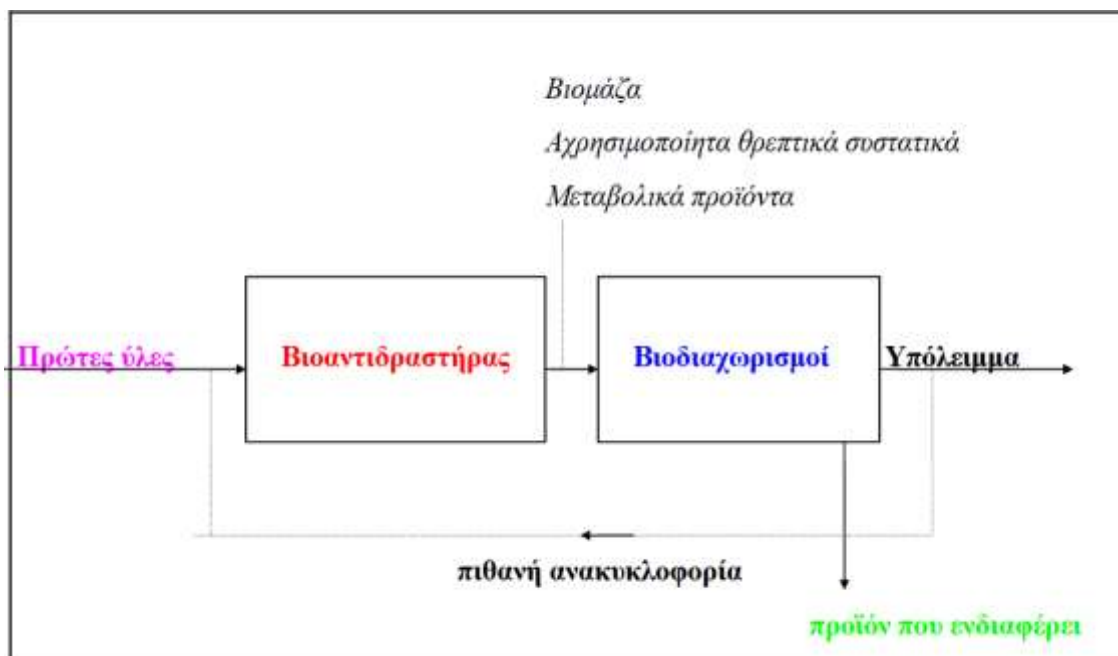 Βιομάζα
Αχρησιμοποίητα θρεπτικά συστατικά
Μεταβολικά προϊόντα
Πρώτες ύλες
Βιοαντιδραστήρας
Βιοδιαχωρισμοί
Υπόλειμμα
πιθανή ανακυκλοφορία
προϊόν που ενδιαφέρει